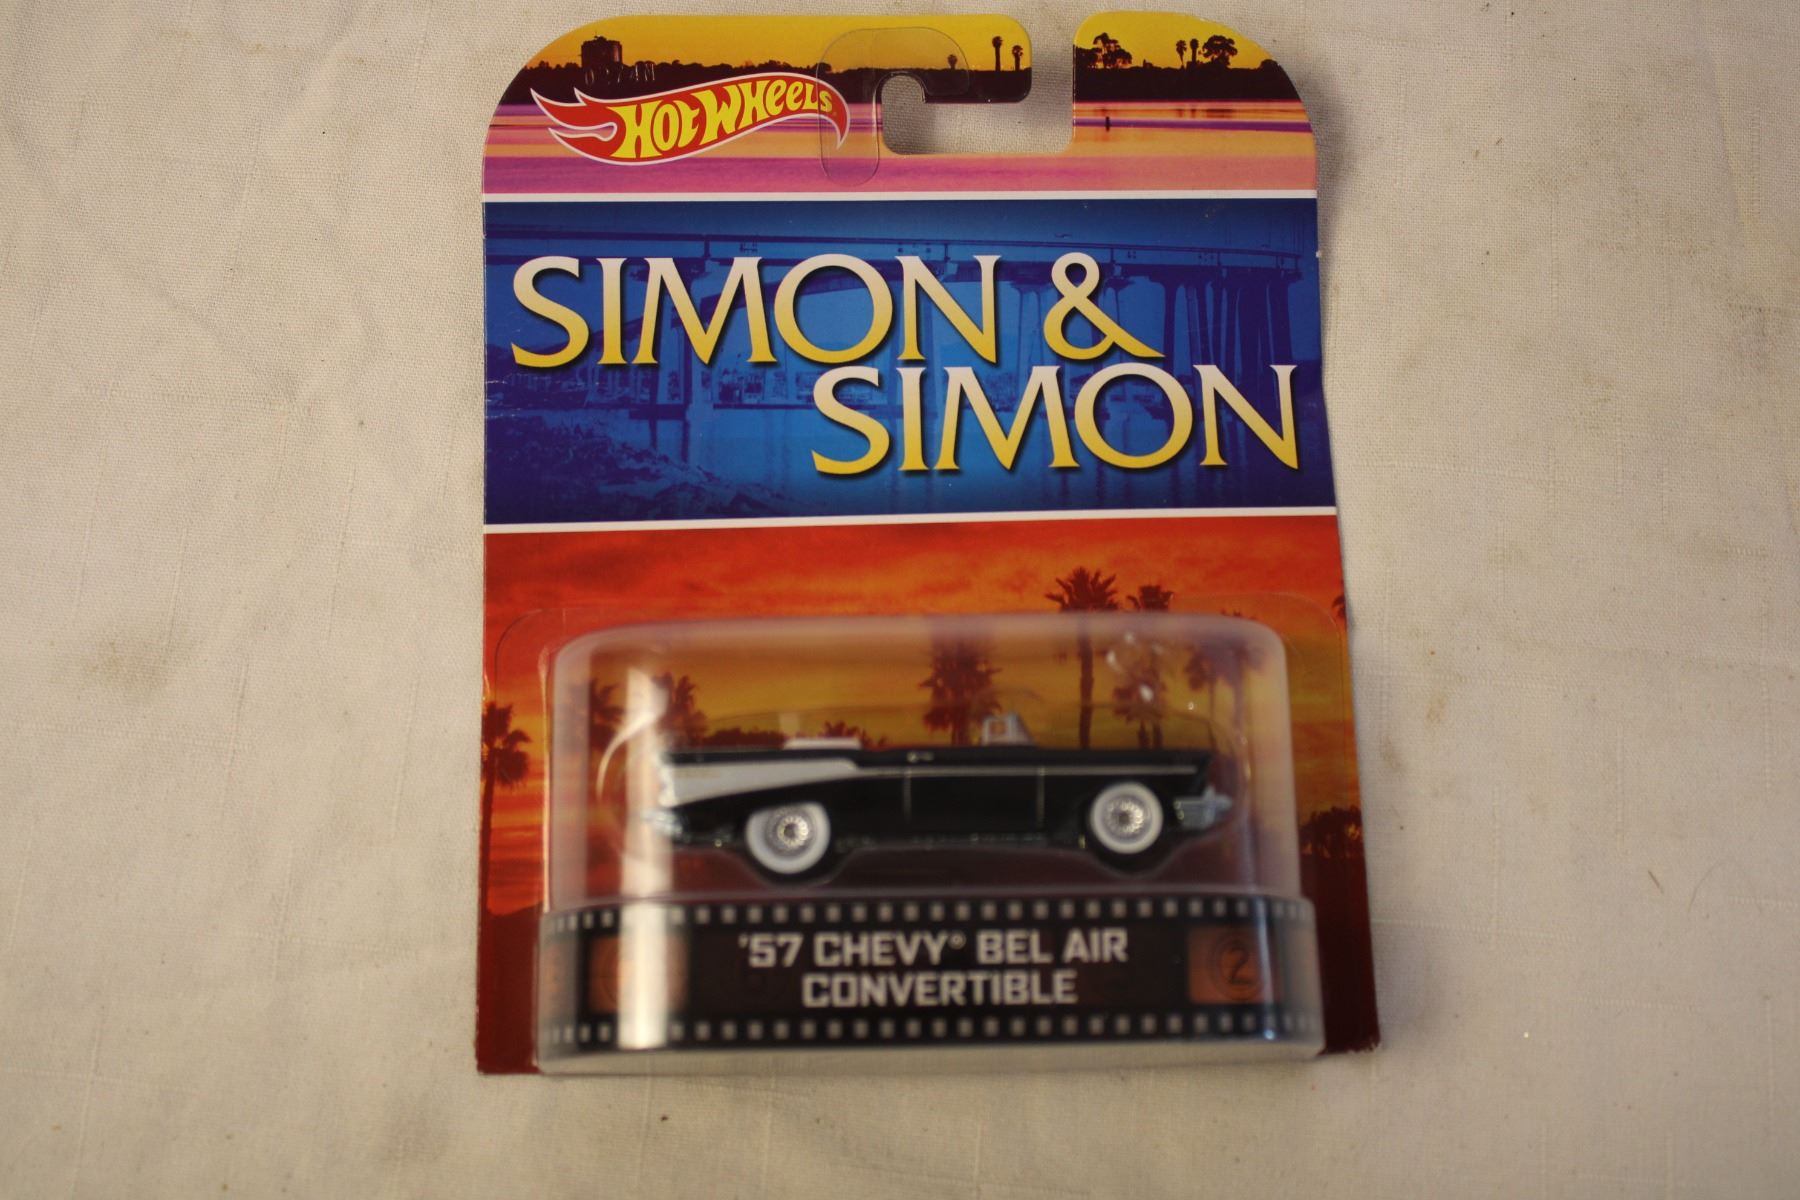 HOT WHEELS
SIMON &
SIMON
'57 CHEVY® BEL AIR
CONVERTIBLE
2